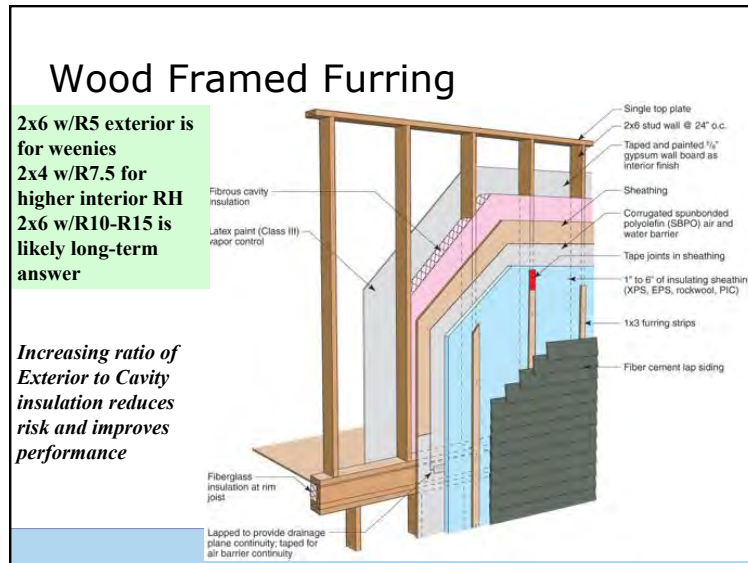 Wood Framed Furring
2x6 w/R5 exterior is
for weenies
2x4 w/R7.5 for
higher interior RH
2x6 w/R10-R15 is
likely long-term
answer
Increasing ratio of
Exterior to Cavity
insulation reduces
risk and improves
performance
Fibrous cavity
insulation
Latex paint (Class III)
vapor control
Fiberglass
insulation at rim
joist
Lapped to provide drainage
plane continuity; taped for
air barrier continuity
Single top plate
2x6 stud wall @ 24" o.c.
Taped and painted 5/8"
gypsum wall board as
interior finish
Sheathing
Corrugated spunbonded
polyolefin (SBPO) air and
water barrier
Tape joints in sheathing
1" to 6" of insulating sheathing
(XPS, EPS, rockwool, PIC)
1x3 furring strips
Fiber cement lap siding